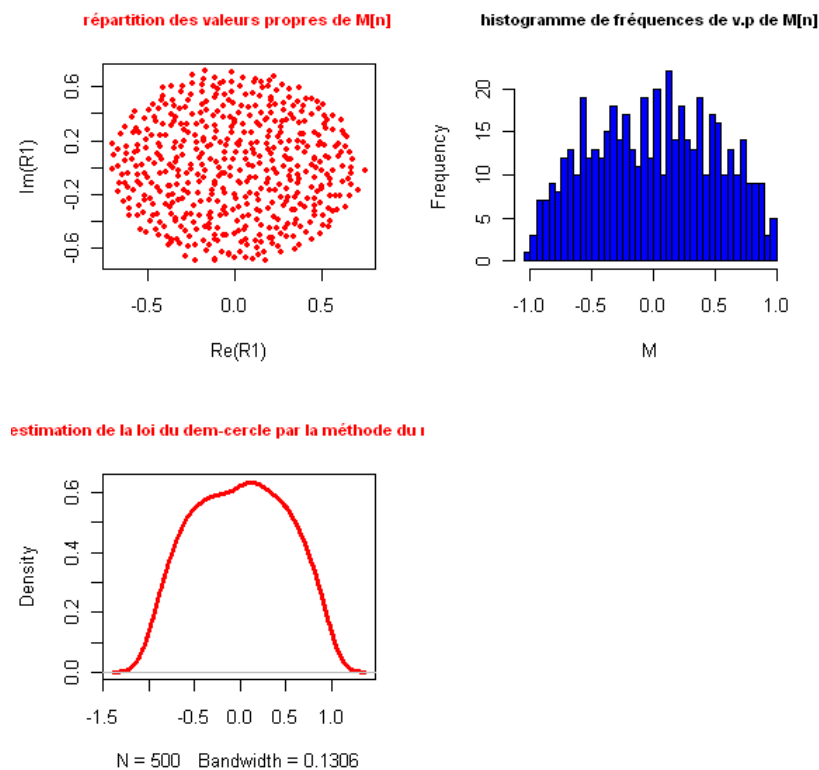 répartition des valeurs propres de M[n]
Im(R1)
0.6
0.2
-0.2
-0.6
-0.5 0.0 0.5
Re(R1)
histogramme de fréquences de v.p de M[n]
Frequency
20
15
10
5
0
-1.0 -0.5 0.0 0.5 1.0
M
estimation de la loi du dem-cercle par la méthode du
Density
0.6
0.4
0.2
0.0
-1.5 -0.5 0.0 0.5 1.0
N = 500 Bandwidth = 0.1306